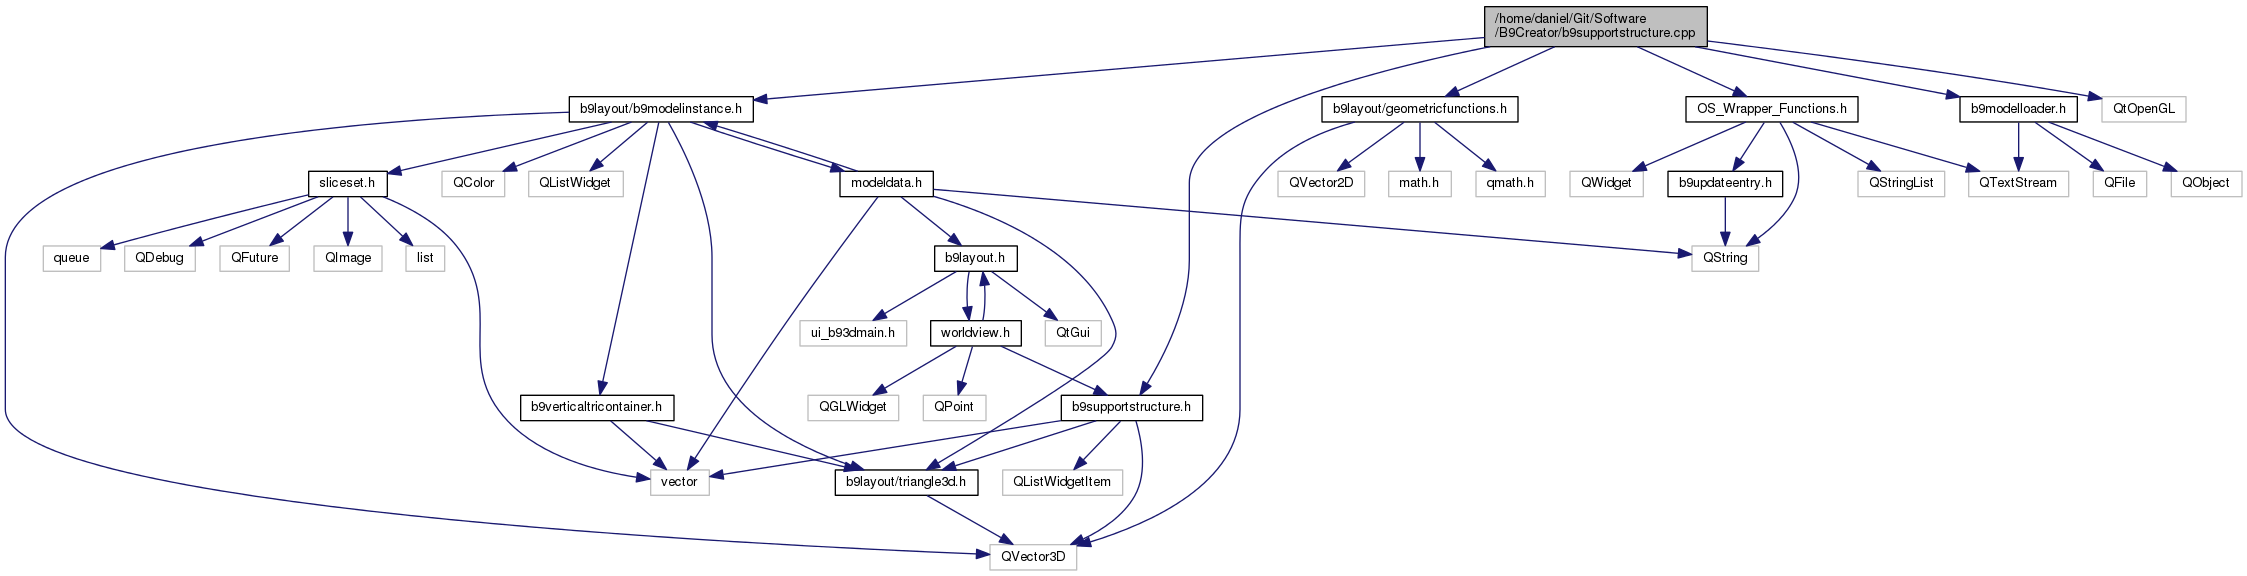 /home/daniel/Git/Software
/B9Creator/b9supportstructure.cpp
b9layout/b9modelinstance.h
b9layout/geometricfunctions.h
OS_Wrapper_Functions.h
b9modelloader.h
QtOpenGL
sliceset.h
QColor
QListWidget
modeldata.h
QVector2D
math.h
qmath.h
QWidget
b9updateentry.h
QStringList
QTextStream
QFile
QObject
queue
QDebug
QFuture
QImage
list
b9layout.h
QString
ui_b93dmain.h
worldview.h
QtGui
b9verticaltricontainer.h
QGLWidget
QPoint
b9supportstructure.h
vector
b9layout/triangle3d.h
QListWidgetItem
QVector3D